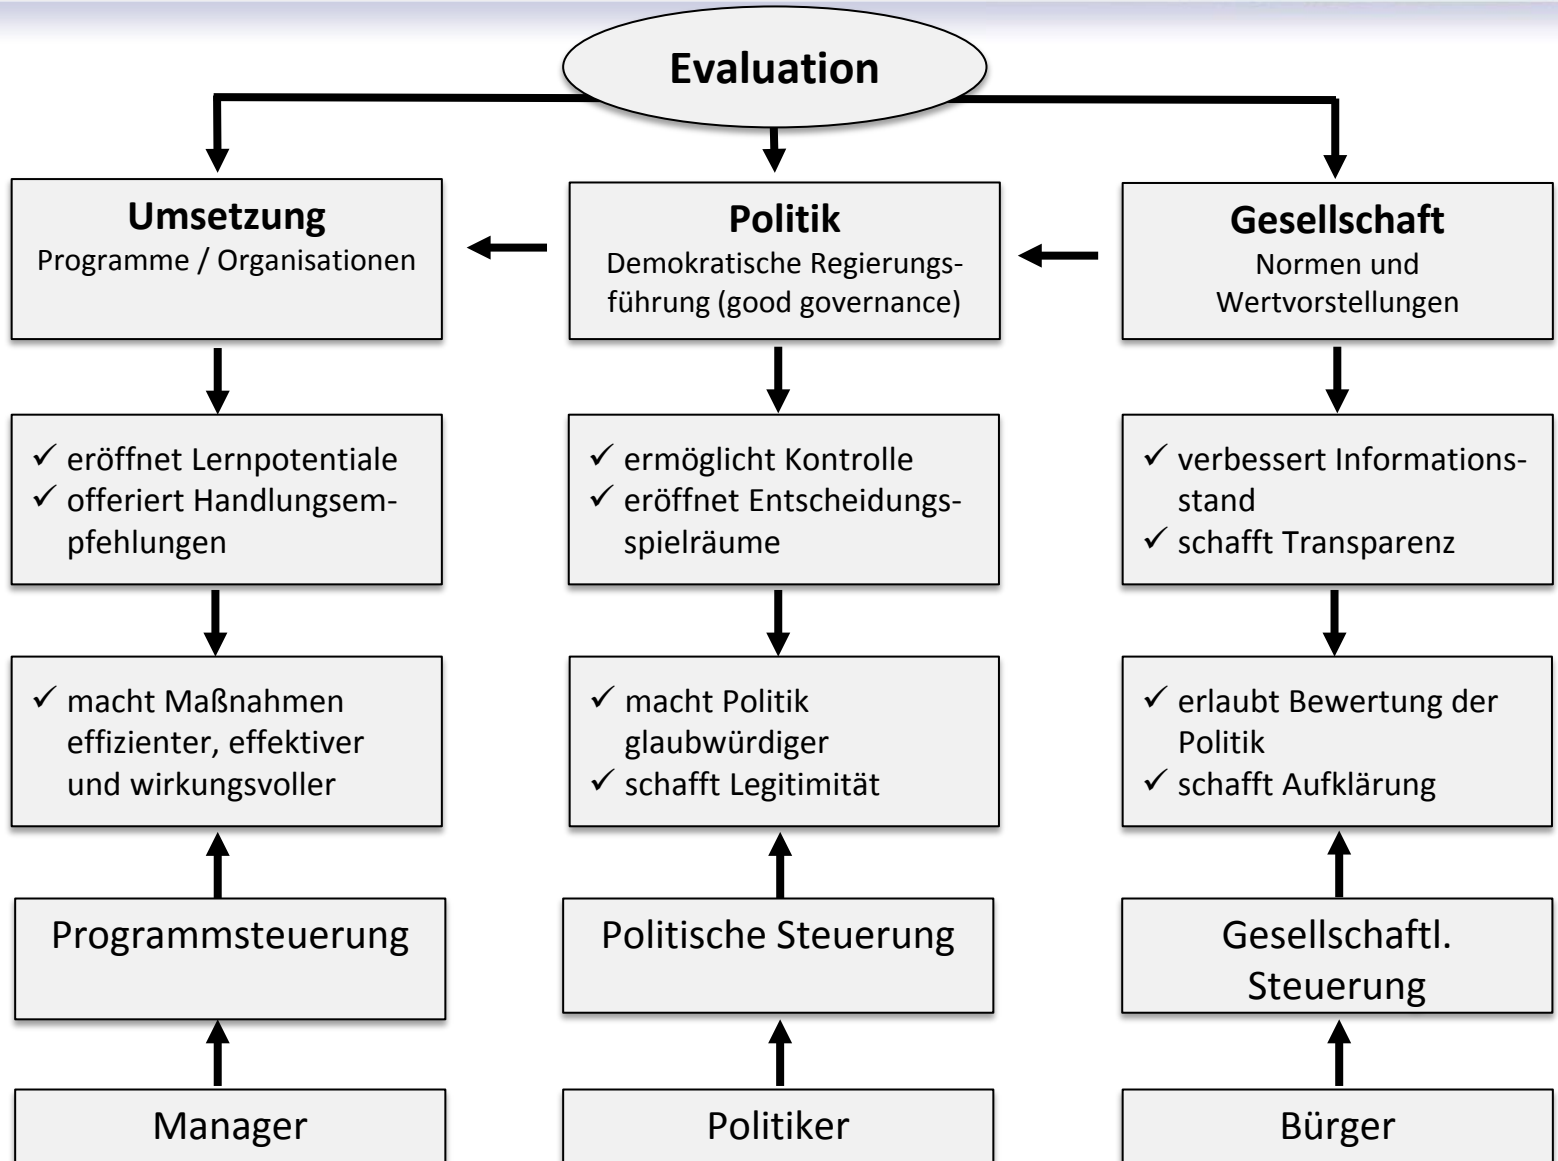 Evaluation
Umsetzung
Programme / Organisationen
Politik
Demokratische Regierungs-
führung (good governance)
Gesellschaft
Normen und
Wertvorstellungen
✓ eröffnet Lernpotentiale
✓ offeriert Handlungsem-
pfehlungen
✓ ermöglicht Kontrolle
✓ eröffnet Entscheidungs-
spielräume
✓ verbessert Informations-
stand
✓ schafft Transparenz
✓ macht Maßnahmen
effizienter, effektiver
und wirkungsvoller
✓ macht Politik
glaubwürdiger
✓ schafft Legitimität
✓ erlaubt Bewertung der
Politik
✓ schafft Aufklärung
Programmsteuerung
Politische Steuerung
Gesellschaftl.
Steuerung
Manager
Politiker
Bürger